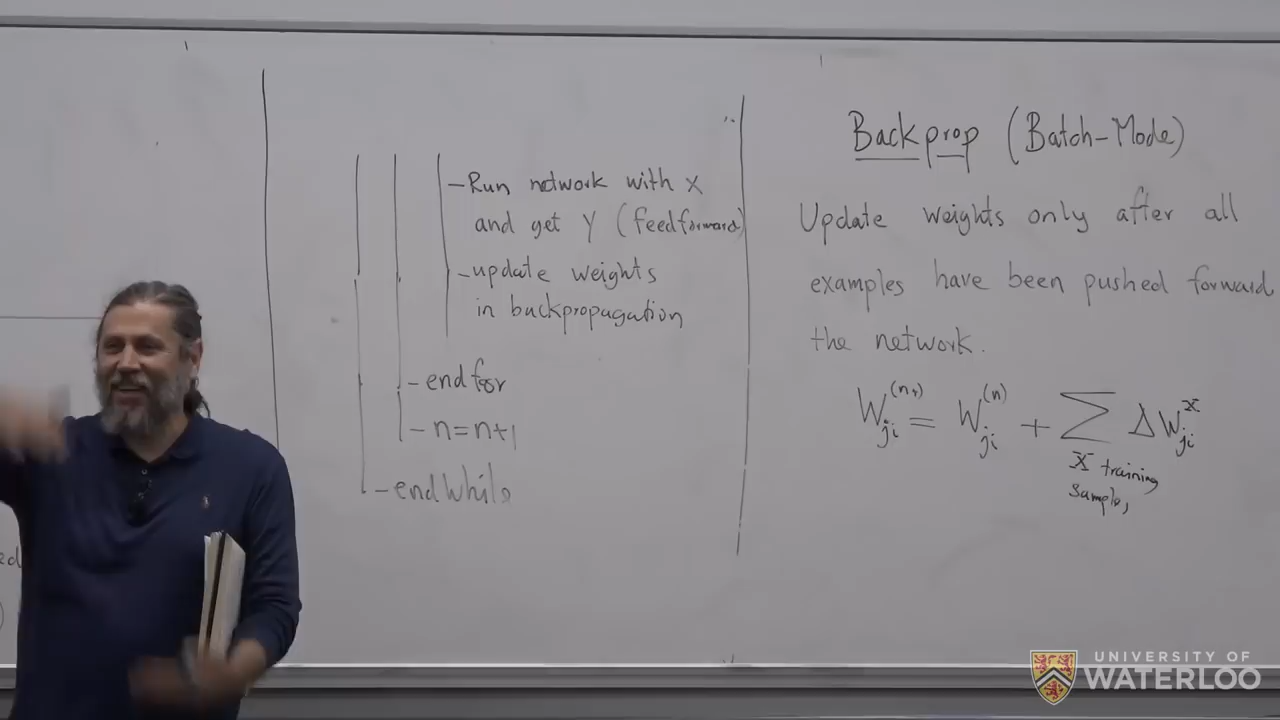 -Run network with x
and get Y (feedforward)
-update weights
in backpropagation
-end for
- n=n+1
-end while
Backprop (Batch-Mode)
Update weights only after all
examples have been pushed forward
the network.
W_ji^(n+1) = W_ji^(n) + ∑ ΔW_ji^X
X training
samples
UNIVERSITY OF
WATERLOO